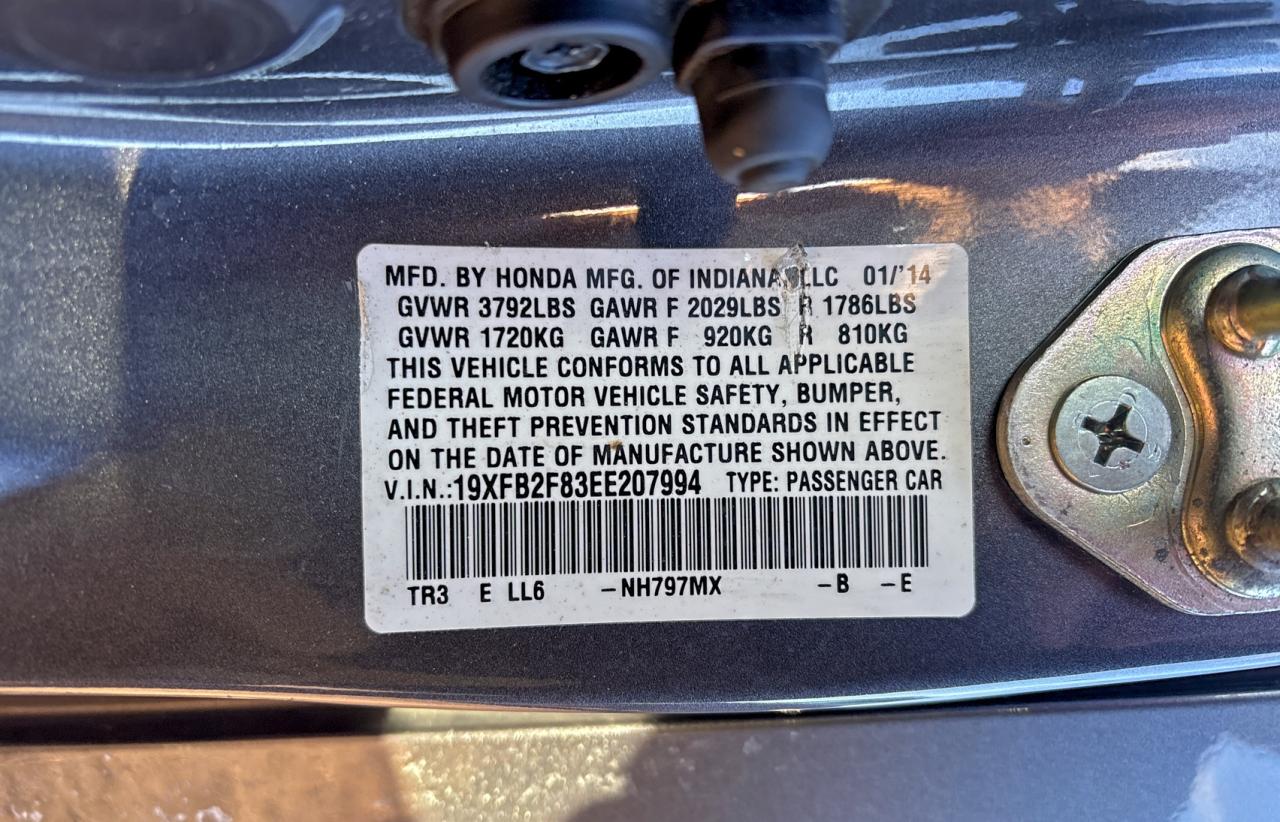 MFD. BY HONDA MFG. OF INDIANA, LLC 01/'14
GVWR 3792LBS GAWR F 2029LBS R 1786LBS
GVWR 1720KG GAWR F 920KG R 810KG
THIS VEHICLE CONFORMS TO ALL APPLICABLE
FEDERAL MOTOR VEHICLE SAFETY, BUMPER,
AND THEFT PREVENTION STANDARDS IN EFFECT
ON THE DATE OF MANUFACTURE SHOWN ABOVE.
V.I.N.:19XFB2F83EE207994 TYPE: PASSENGER CAR
TR3 E LL6 –NH797MX –B –E